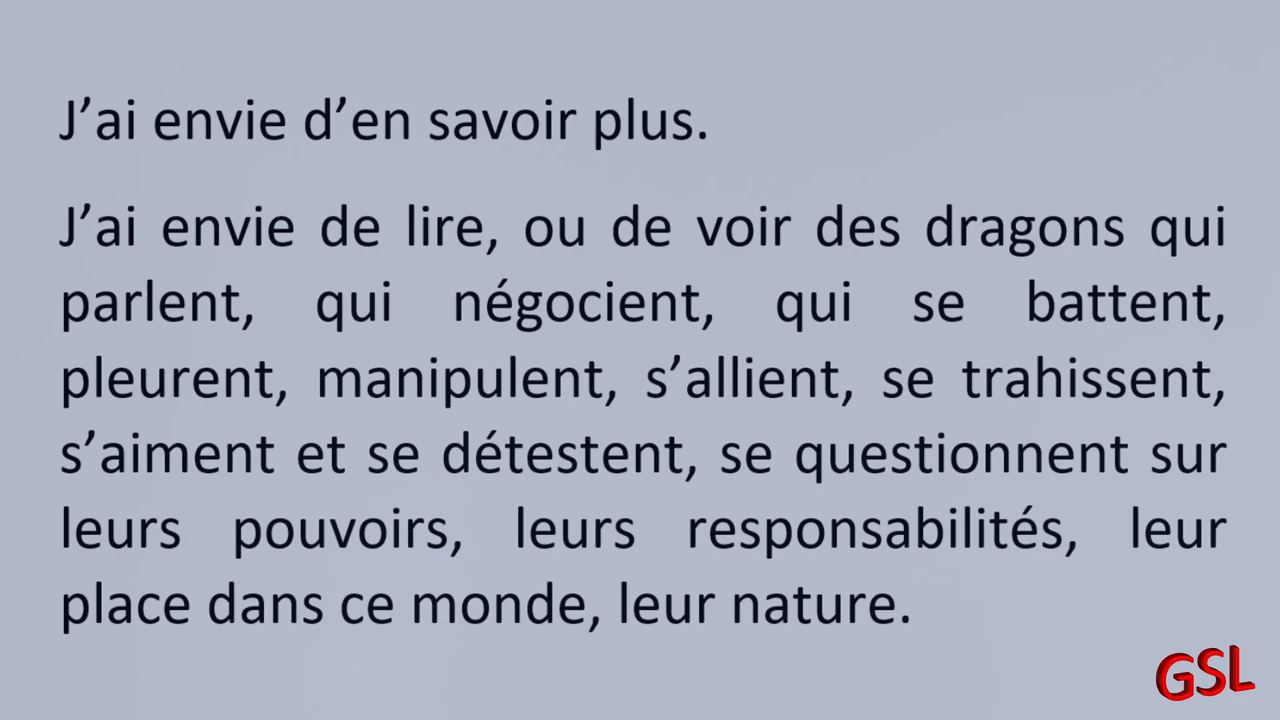 J’ai envie d’en savoir plus.
J’ai envie de lire, ou de voir des dragons qui
parlent, qui négocient, qui se battent,
pleurent, manipulent, s’allient, se trahissent,
s’aiment et se détestent, se questionnent sur
leurs pouvoirs, leurs responsabilités, leur
place dans ce monde, leur nature.
GSL